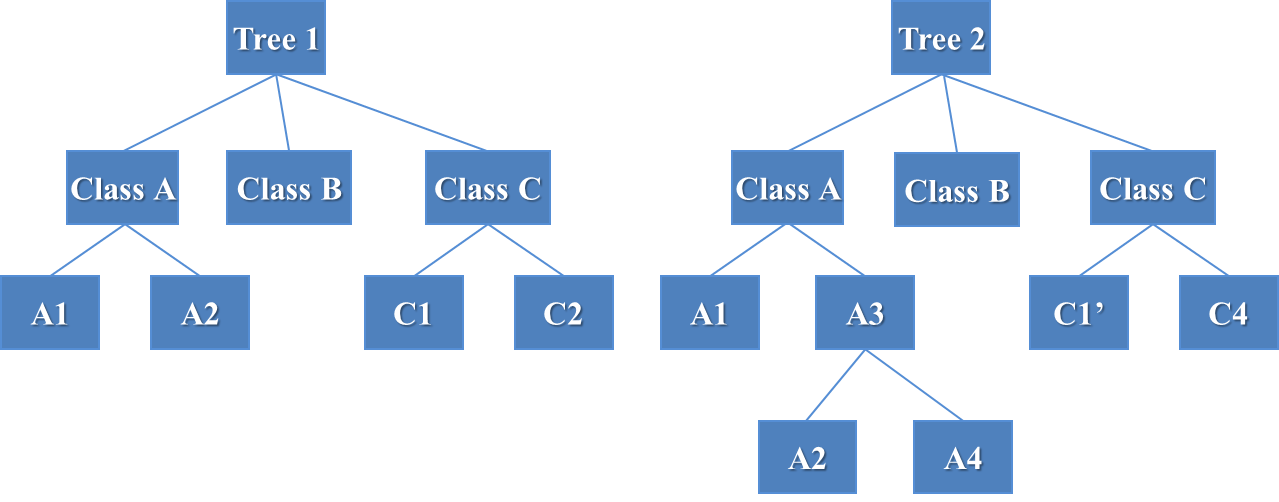 Tree 1
Tree 2
Class A
Class B
Class C
Class A
Class B
Class C
A1
A2
C1
C2
A1
A3
C1’
C4
A2
A4